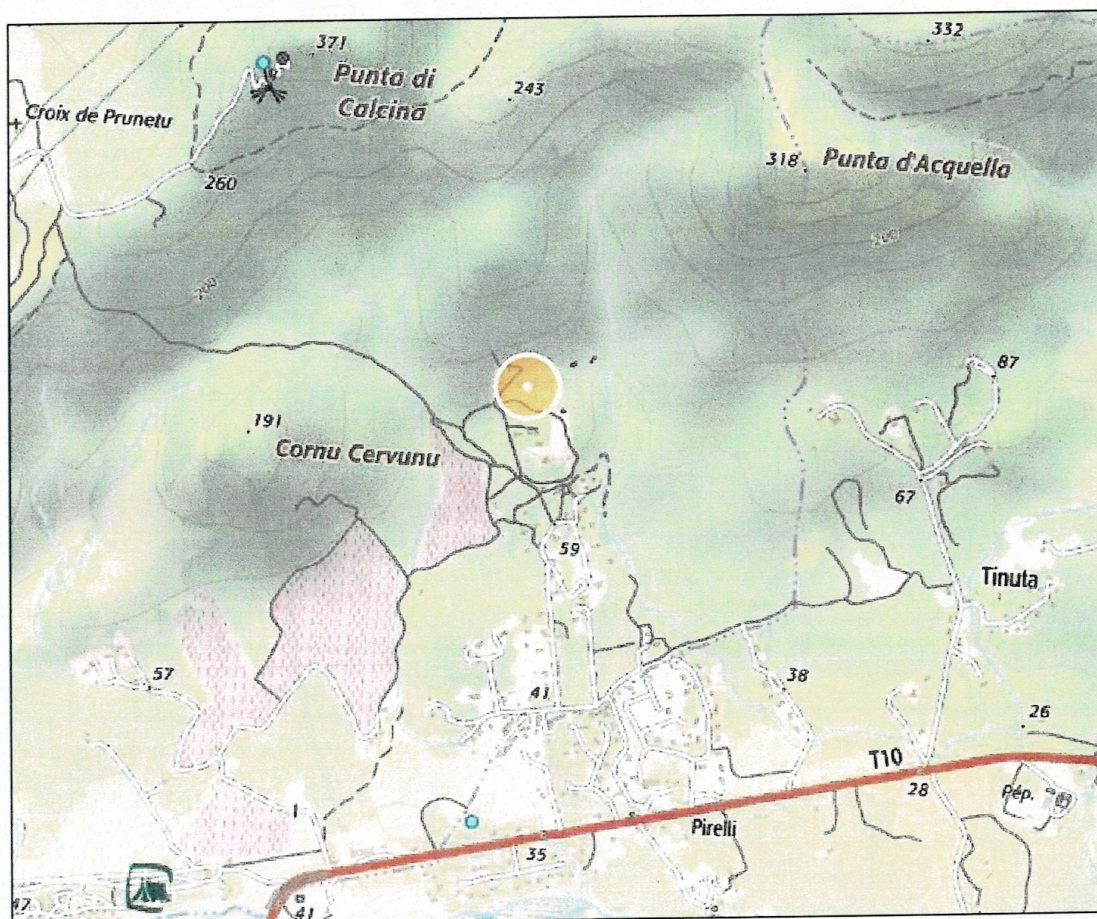 332
371
Punta di
Calcina
243
Croix de Prunetu
318
Punta d'Acquella
260
200
200
87
191
Cornu Cervunu
67
59
Tinuta
57
41
38
26
T10
28
Pép.
Pirelli
35
47
41